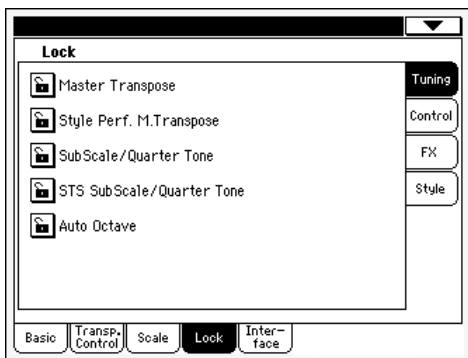 Lock
Master Transpose
Style Perf. M.Transpose
SubScale/Quarter Tone
STS SubScale/Quarter Tone
Auto Octave
Tuning
Control
FX
Style
Basic
Transp.
Control
Scale
Lock
Inter-
face